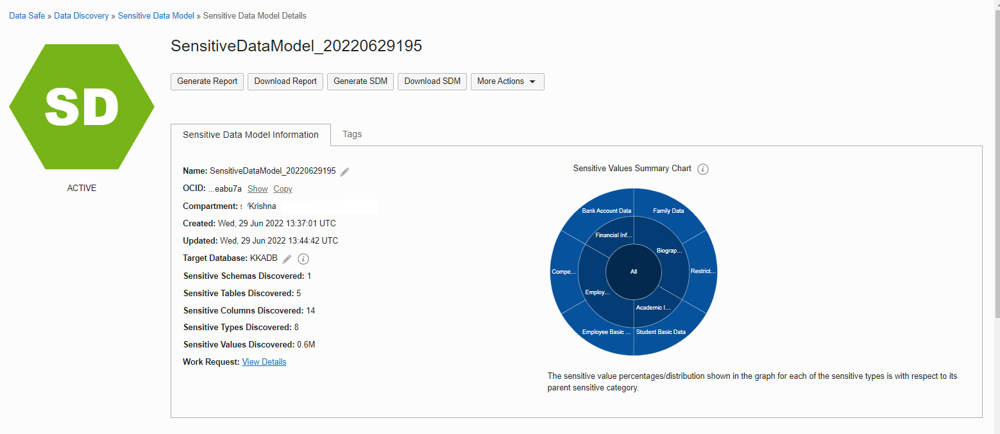 Data Safe » Data Discovery » Sensitive Data Model » Sensitive Data Model Details
SD
ACTIVE
SensitiveDataModel_20220629195
Generate Report Download Report Generate SDM Download SDM More Actions
Sensitive Data Model Information Tags
Name: SensitiveDataModel_20220629195
OCID: ...eabu7a Show Copy
Compartment: s /Krishna
Created: Wed, 29 Jun 2022 13:37:01 UTC
Updated: Wed, 29 Jun 2022 13:44:42 UTC
Target Database: KKADB
Sensitive Schemas Discovered: 1
Sensitive Tables Discovered: 5
Sensitive Columns Discovered: 14
Sensitive Types Discovered: 8
Sensitive Values Discovered: 0.6M
Work Request: View Details
Sensitive Values Summary Chart
Bank Account Data
Family Data
Financial Inf...
Biograp...
Compe...
All
Restrict...
Employ...
Academic I...
Employee Basic ...
Student Basic Data
The sensitive value percentages/distribution shown in the graph for each of the sensitive types is with respect to its
parent sensitive category.